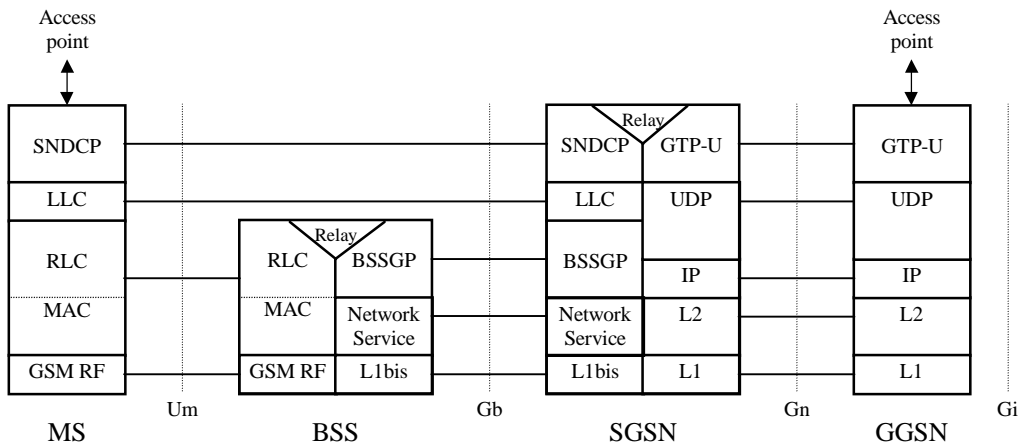 Access
point
Access
point
Relay
SNDCP
SNDCP
GTP-U
GTP-U
LLC
LLC
UDP
UDP
Relay
RLC
RLC
BSSGP
BSSGP
IP
IP
MAC
MAC
Network
Service
Network
Service
L2
L2
GSM RF
GSM RF
L1bis
L1bis
L1
L1
Um
Gb
Gn
Gi
MS
BSS
SGSN
GGSN